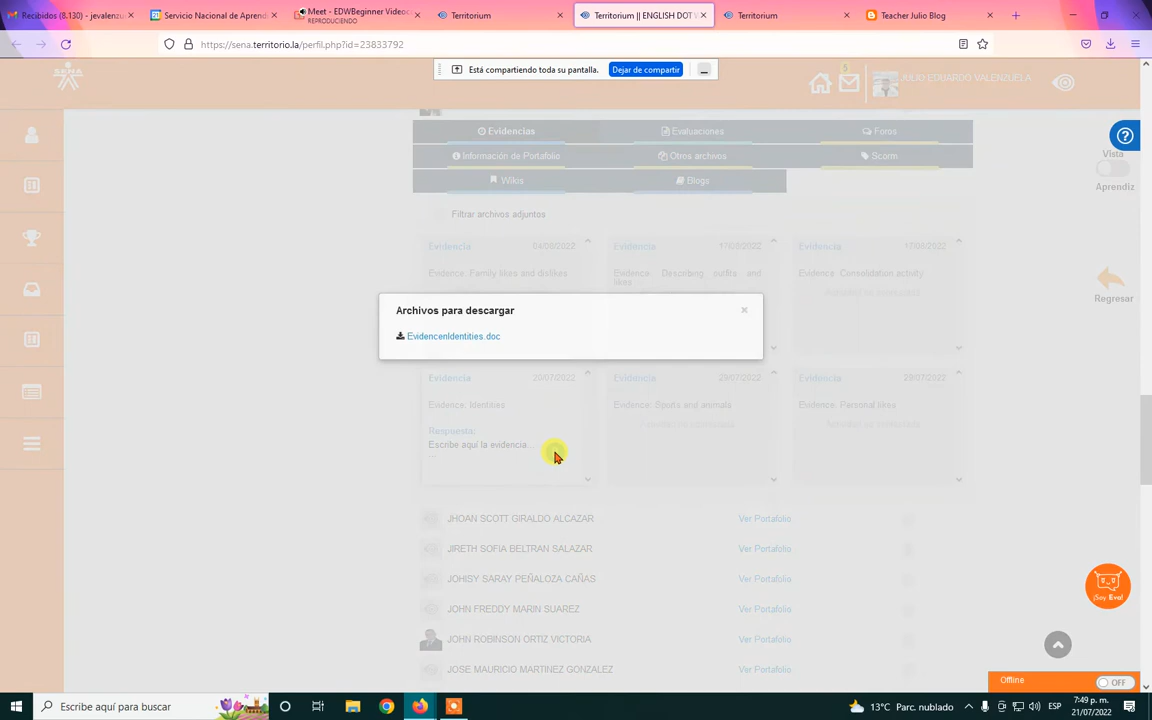 Recibidos (8.130) - jevalenzu
Servicio Nacional de Aprend
Meet - EDWBeginner Videoc
REPRODUCIENDO
Territorium
Territorium || ENGLISH DOT W
Territorium
Teacher Julio Blog
https://sena.territorio.la/perfil.php?id=23833792
Está compartiendo toda su pantalla.
Dejar de compartir
SENA
5
JULIO EDUARDO VALENZUELA
Evidencias
Evaluaciones
Foros
Información de Portafolio
Otros archivos
Scorm
Wikis
Blogs
Vista
Aprendiz
Regresar
Filtrar archivos adjuntos
Evidencia 04/08/2022
Evidence: Family likes and dislikes
Evidencia 17/08/2022
Evidence: Describing outfits and
likes
Evidencia 17/08/2022
Evidence: Consolidation activity
Archivos para descargar
×
EvidencenIdentities.doc
Evidencia 20/07/2022
Evidence: Identities
Respuesta:
Escribe aquí la evidencia...
...
Evidencia 29/07/2022
Evidence: Sports and animals
Evidencia 29/07/2022
Evidence: Personal likes
JHOAN SCOTT GIRALDO ALCAZAR Ver Portafolio
JIRETH SOFIA BELTRAN SALAZAR Ver Portafolio
JOHISY SARAY PEÑALOZA CAÑAS Ver Portafolio
JOHN FREDDY MARIN SUAREZ Ver Portafolio
JOHN ROBINSON ORTIZ VICTORIA Ver Portafolio
JOSE MAURICIO MARTINEZ GONZALEZ Ver Portafolio
¡Soy Evo!
Offline
OFF
Escribe aquí para buscar
13°C Parc. nublado
ESP
7:49 p. m.
21/07/2022